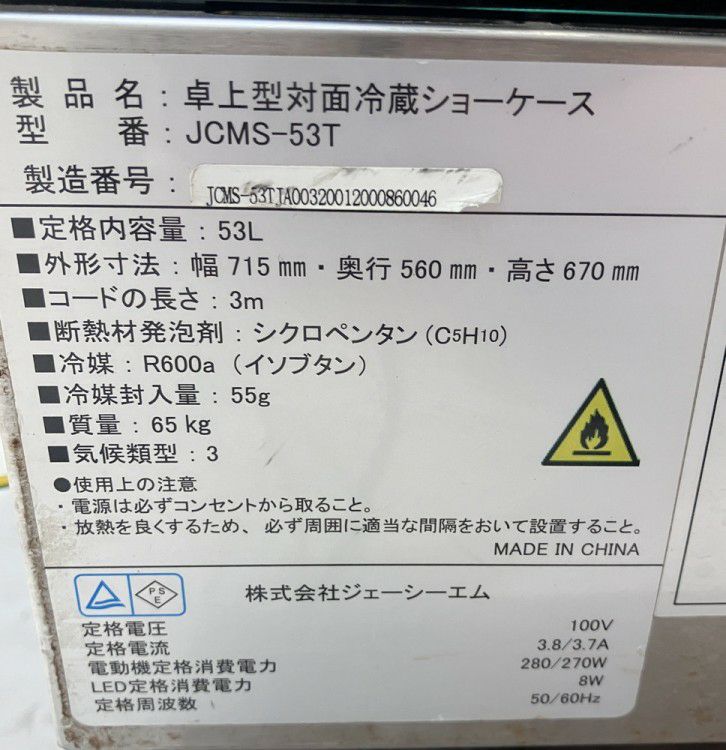 製品名：卓上型対面冷蔵ショーケース
型番：JCMS-53T
製造番号：JCMS-53TJA00320012000860046
■定格内容量：53L
■外形寸法：幅 715 mm・奥行 560 mm・高さ 670 mm
■コードの長さ：3m
■断熱材発泡剤：シクロペンタン (C5H10)
■冷媒：R600a （イソブタン）
■冷媒封入量：55g
■質量：65 kg
■気候類型：3
●使用上の注意
・電源は必ずコンセントから取ること。
・放熱を良くするため、必ず周囲に適当な間隔をおいて設置すること。
MADE IN CHINA
PS
E
株式会社ジェーシーエム
定格電圧 100V
定格電流 3.8/3.7A
電動機定格消費電力 280/270W
LED定格消費電力 8W
定格周波数 50/60Hz